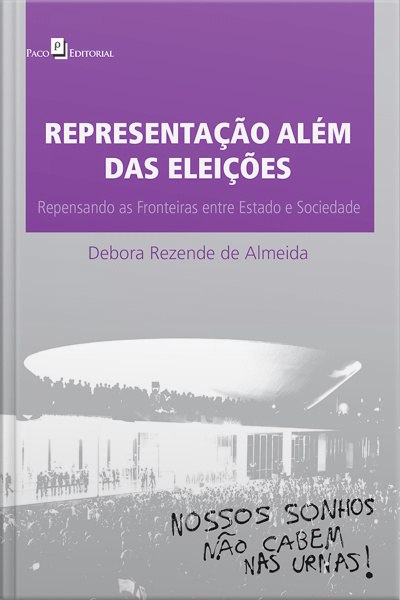 PACO EDITORIAL
REPRESENTAÇÃO ALÉM
DAS ELEIÇÕES
Repensando as Fronteiras entre Estado e Sociedade
Debora Rezende de Almeida
NOSSOS SONHOS
NÃO CABEM
NAS URNAS!